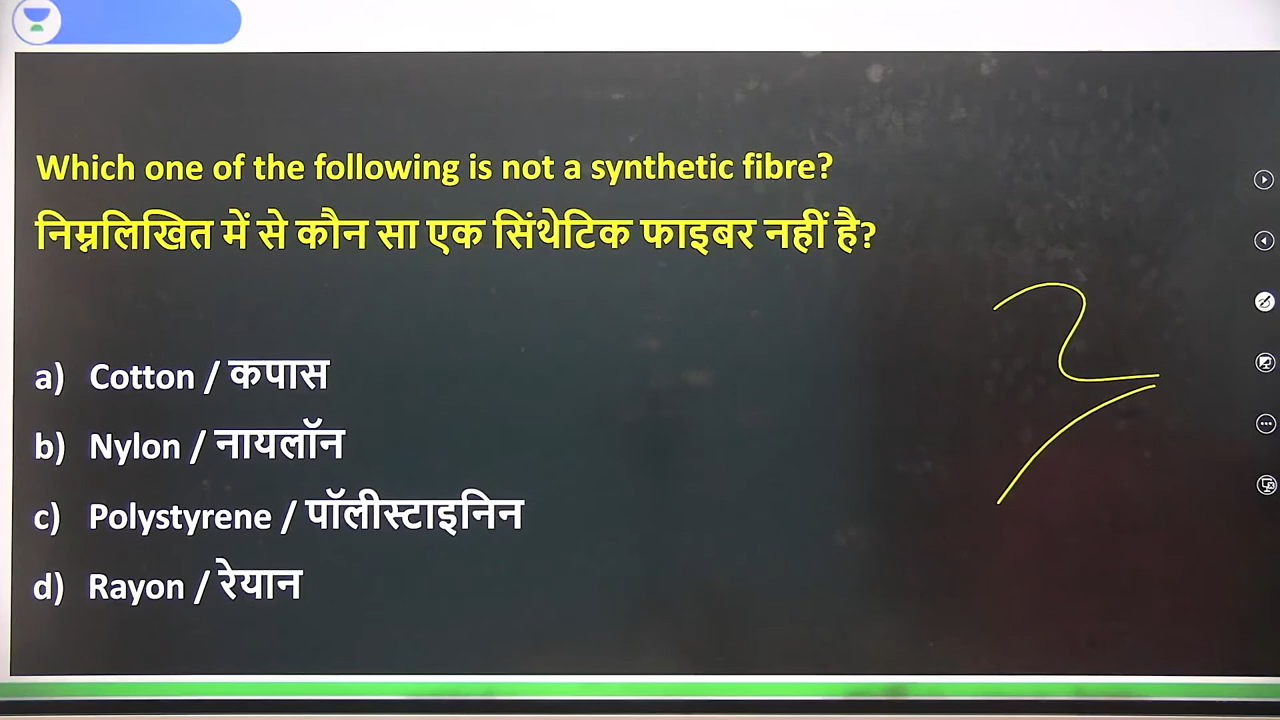 Which one of the following is not a synthetic fibre?
निम्नलिखित में से कौन सा एक सिंथेटिक फाइबर नहीं है?
a) Cotton / कपास
b) Nylon / नायलॉन
c) Polystyrene / पॉलीस्टाइनिन
d) Rayon / रेयान